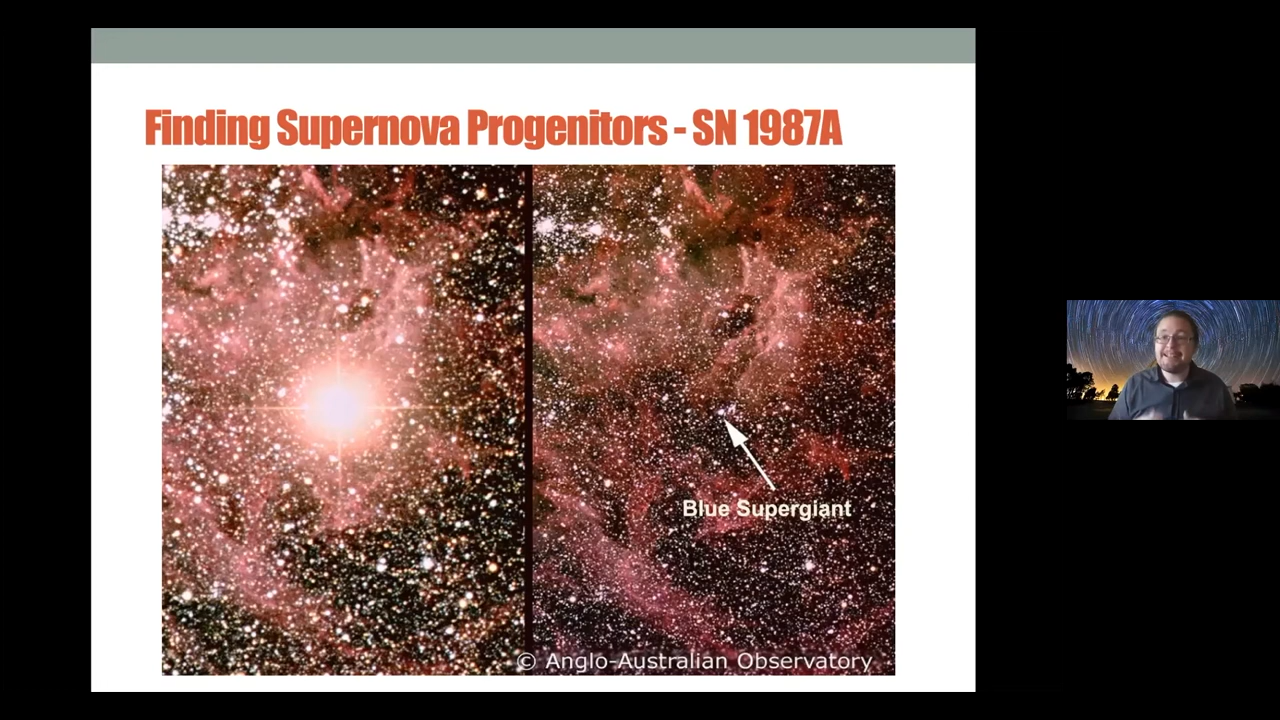 Finding Supernova Progenitors - SN 1987A
Blue Supergiant
© Anglo-Australian Observatory